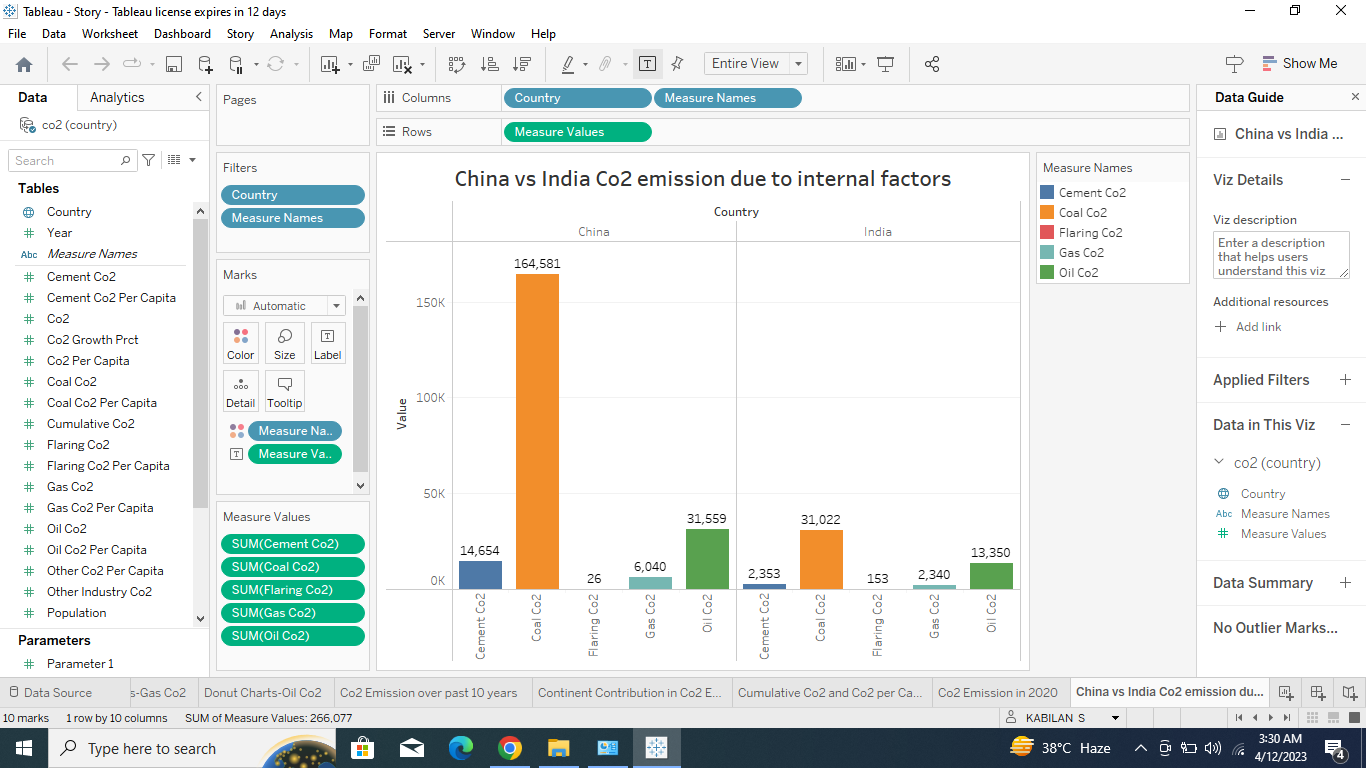 Tableau - Story - Tableau license expires in 12 days
File Data Worksheet Dashboard Story Analysis Map Format Server Window Help
Entire View
Show Me
Data Analytics
co2 (country)
Search
Tables
Country
Year
Abc Measure Names
Cement Co2
Cement Co2 Per Capita
Co2
Co2 Growth Prct
Co2 Per Capita
Coal Co2
Coal Co2 Per Capita
Cumulative Co2
Flaring Co2
Flaring Co2 Per Capita
Gas Co2
Gas Co2 Per Capita
Oil Co2
Oil Co2 Per Capita
Other Co2 Per Capita
Other Industry Co2
Population
Parameters
Parameter 1
Pages
Filters
Country
Measure Names
Marks
Automatic
Color Size Label
Detail Tooltip
Measure Na..
Measure Va..
Measure Values
SUM(Cement Co2)
SUM(Coal Co2)
SUM(Flaring Co2)
SUM(Gas Co2)
SUM(Oil Co2)
Columns Country Measure Names
Rows Measure Values
China vs India Co2 emission due to internal factors
Country
China India
164,581
150K
100K
Value
50K
0K
14,654
26
6,040
31,559
2,353
31,022
153
2,340
13,350
Cement Co2
Coal Co2
Flaring Co2
Gas Co2
Oil Co2
Cement Co2
Coal Co2
Flaring Co2
Gas Co2
Oil Co2
Measure Names
Cement Co2
Coal Co2
Flaring Co2
Gas Co2
Oil Co2
Data Guide
China vs India ...
Viz Details
Viz description
Enter a description
that helps users
understand this viz
Additional resources
Add link
Applied Filters
Data in This Viz
co2 (country)
Country
Abc Measure Names
Measure Values
Data Summary
No Outlier Marks...
Data Source s-Gas Co2 Donut Charts-Oil Co2 Co2 Emission over past 10 years Continent Contribution in Co2 E... Cumulative Co2 and Co2 per Ca... Co2 Emission in 2020 China vs India Co2 emission du...
10 marks 1 row by 10 columns SUM of Measure Values: 266,077 KABILAN S
Type here to search
38°C Haze
3:30 AM
4/12/2023
4